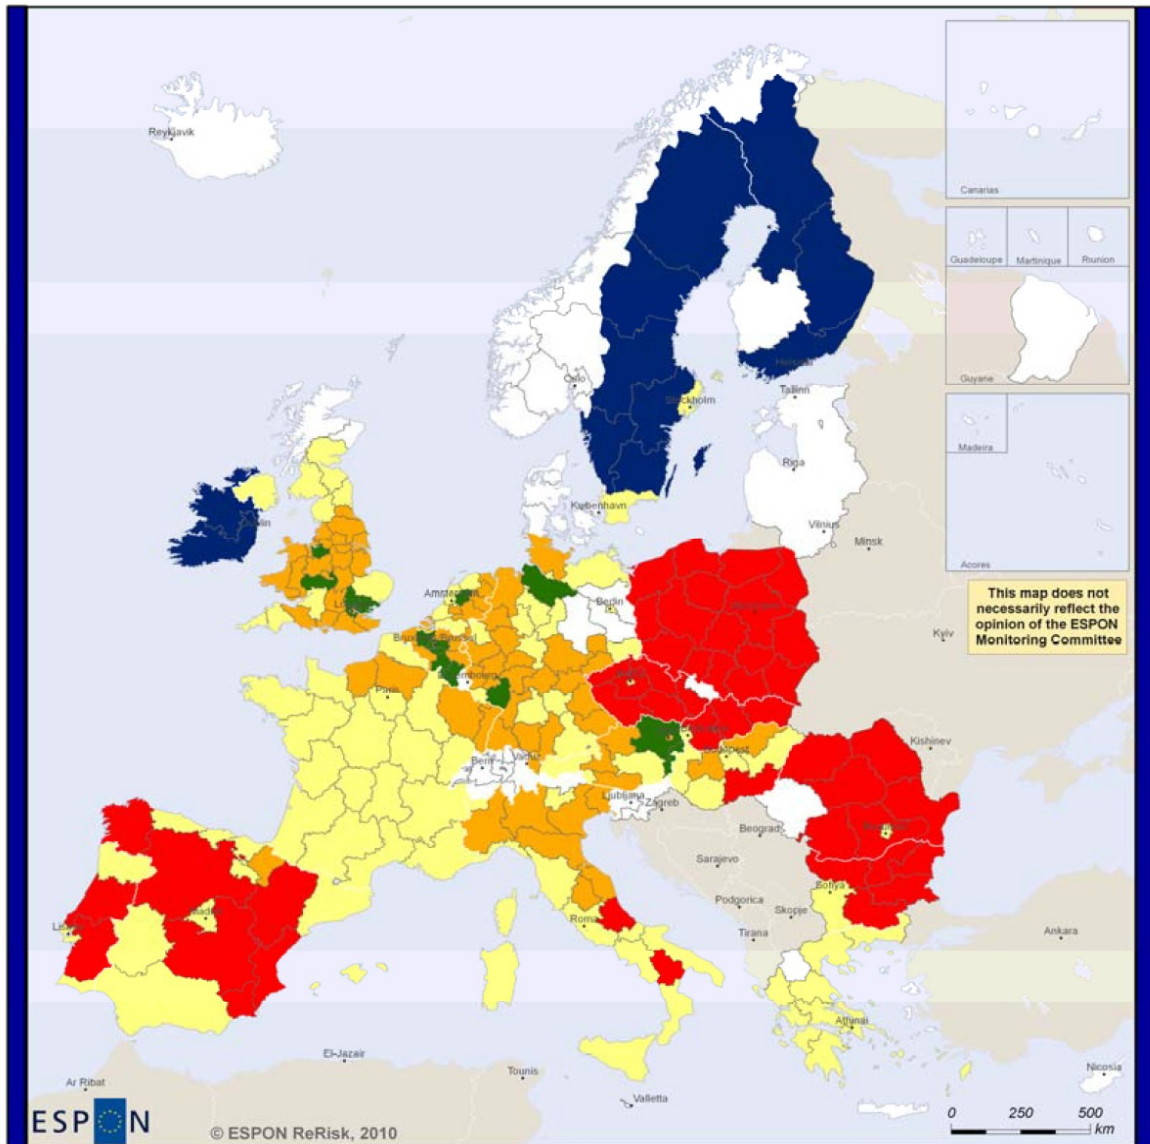 Reykjavik
Canarias
Guadeloupe
Martinique
Riunion
Guyane
Oslo
Helsinki
Tallinn
Stockholm
Madeira
Riga
København
Vilnius
Minsk
Acores
This map does not
necessarily reflect the
opinion of the ESPON
Monitoring Committee
Amsterdam
Berlin
Kyiv
Paris
Kishinev
Bern
Vaduz
Budapest
Ljubljana
Zagreb
Beograd
Sarajevo
Sofiya
Podgorica
Skopje
Roma
Tirana
Ankara
Athinai
El-Jazair
Tounis
Nicosia
Ar Ribat
Valletta
ESPON
© ESPON ReRisk, 2010
0 250 500
km